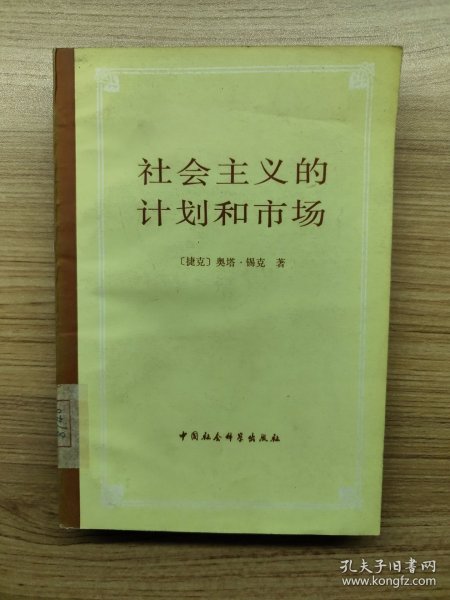 社会主义的
计划和市场
〔捷克〕奥塔·锡克 著
中国社会科学出版社
孔夫子旧书网
www.kongfz.com